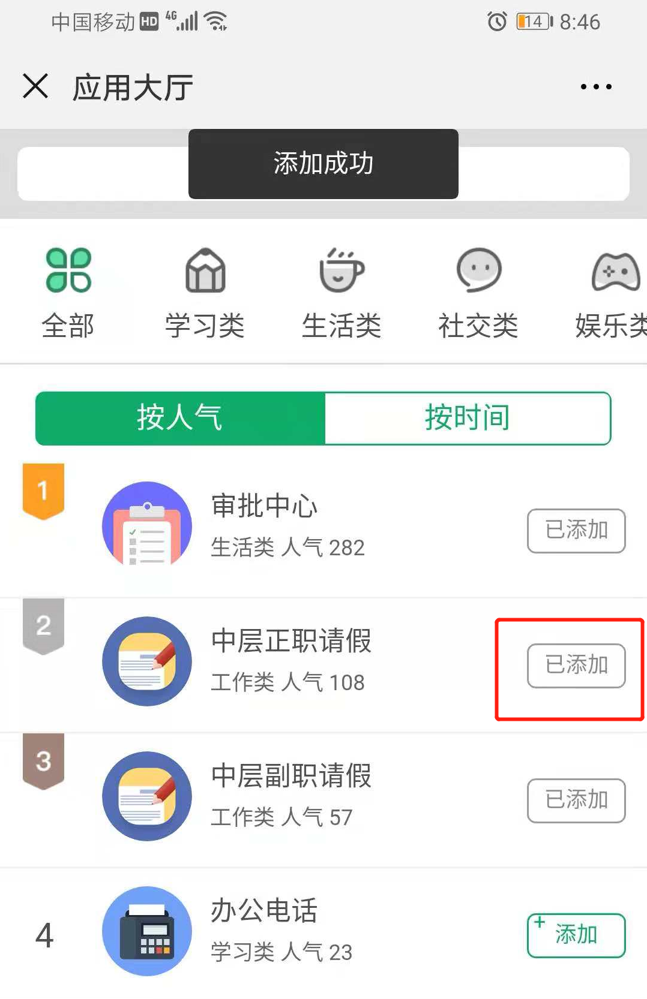 中国移动 HD 4G 14 8:46
应用大厅
添加成功
全部 学习类 生活类 社交类 娱乐类
按人气 按时间
1
审批中心
生活类 人气 282
已添加
2
中层正职请假
工作类 人气 108
已添加
3
中层副职请假
工作类 人气 57
已添加
4
办公电话
学习类 人气 23
+ 添加